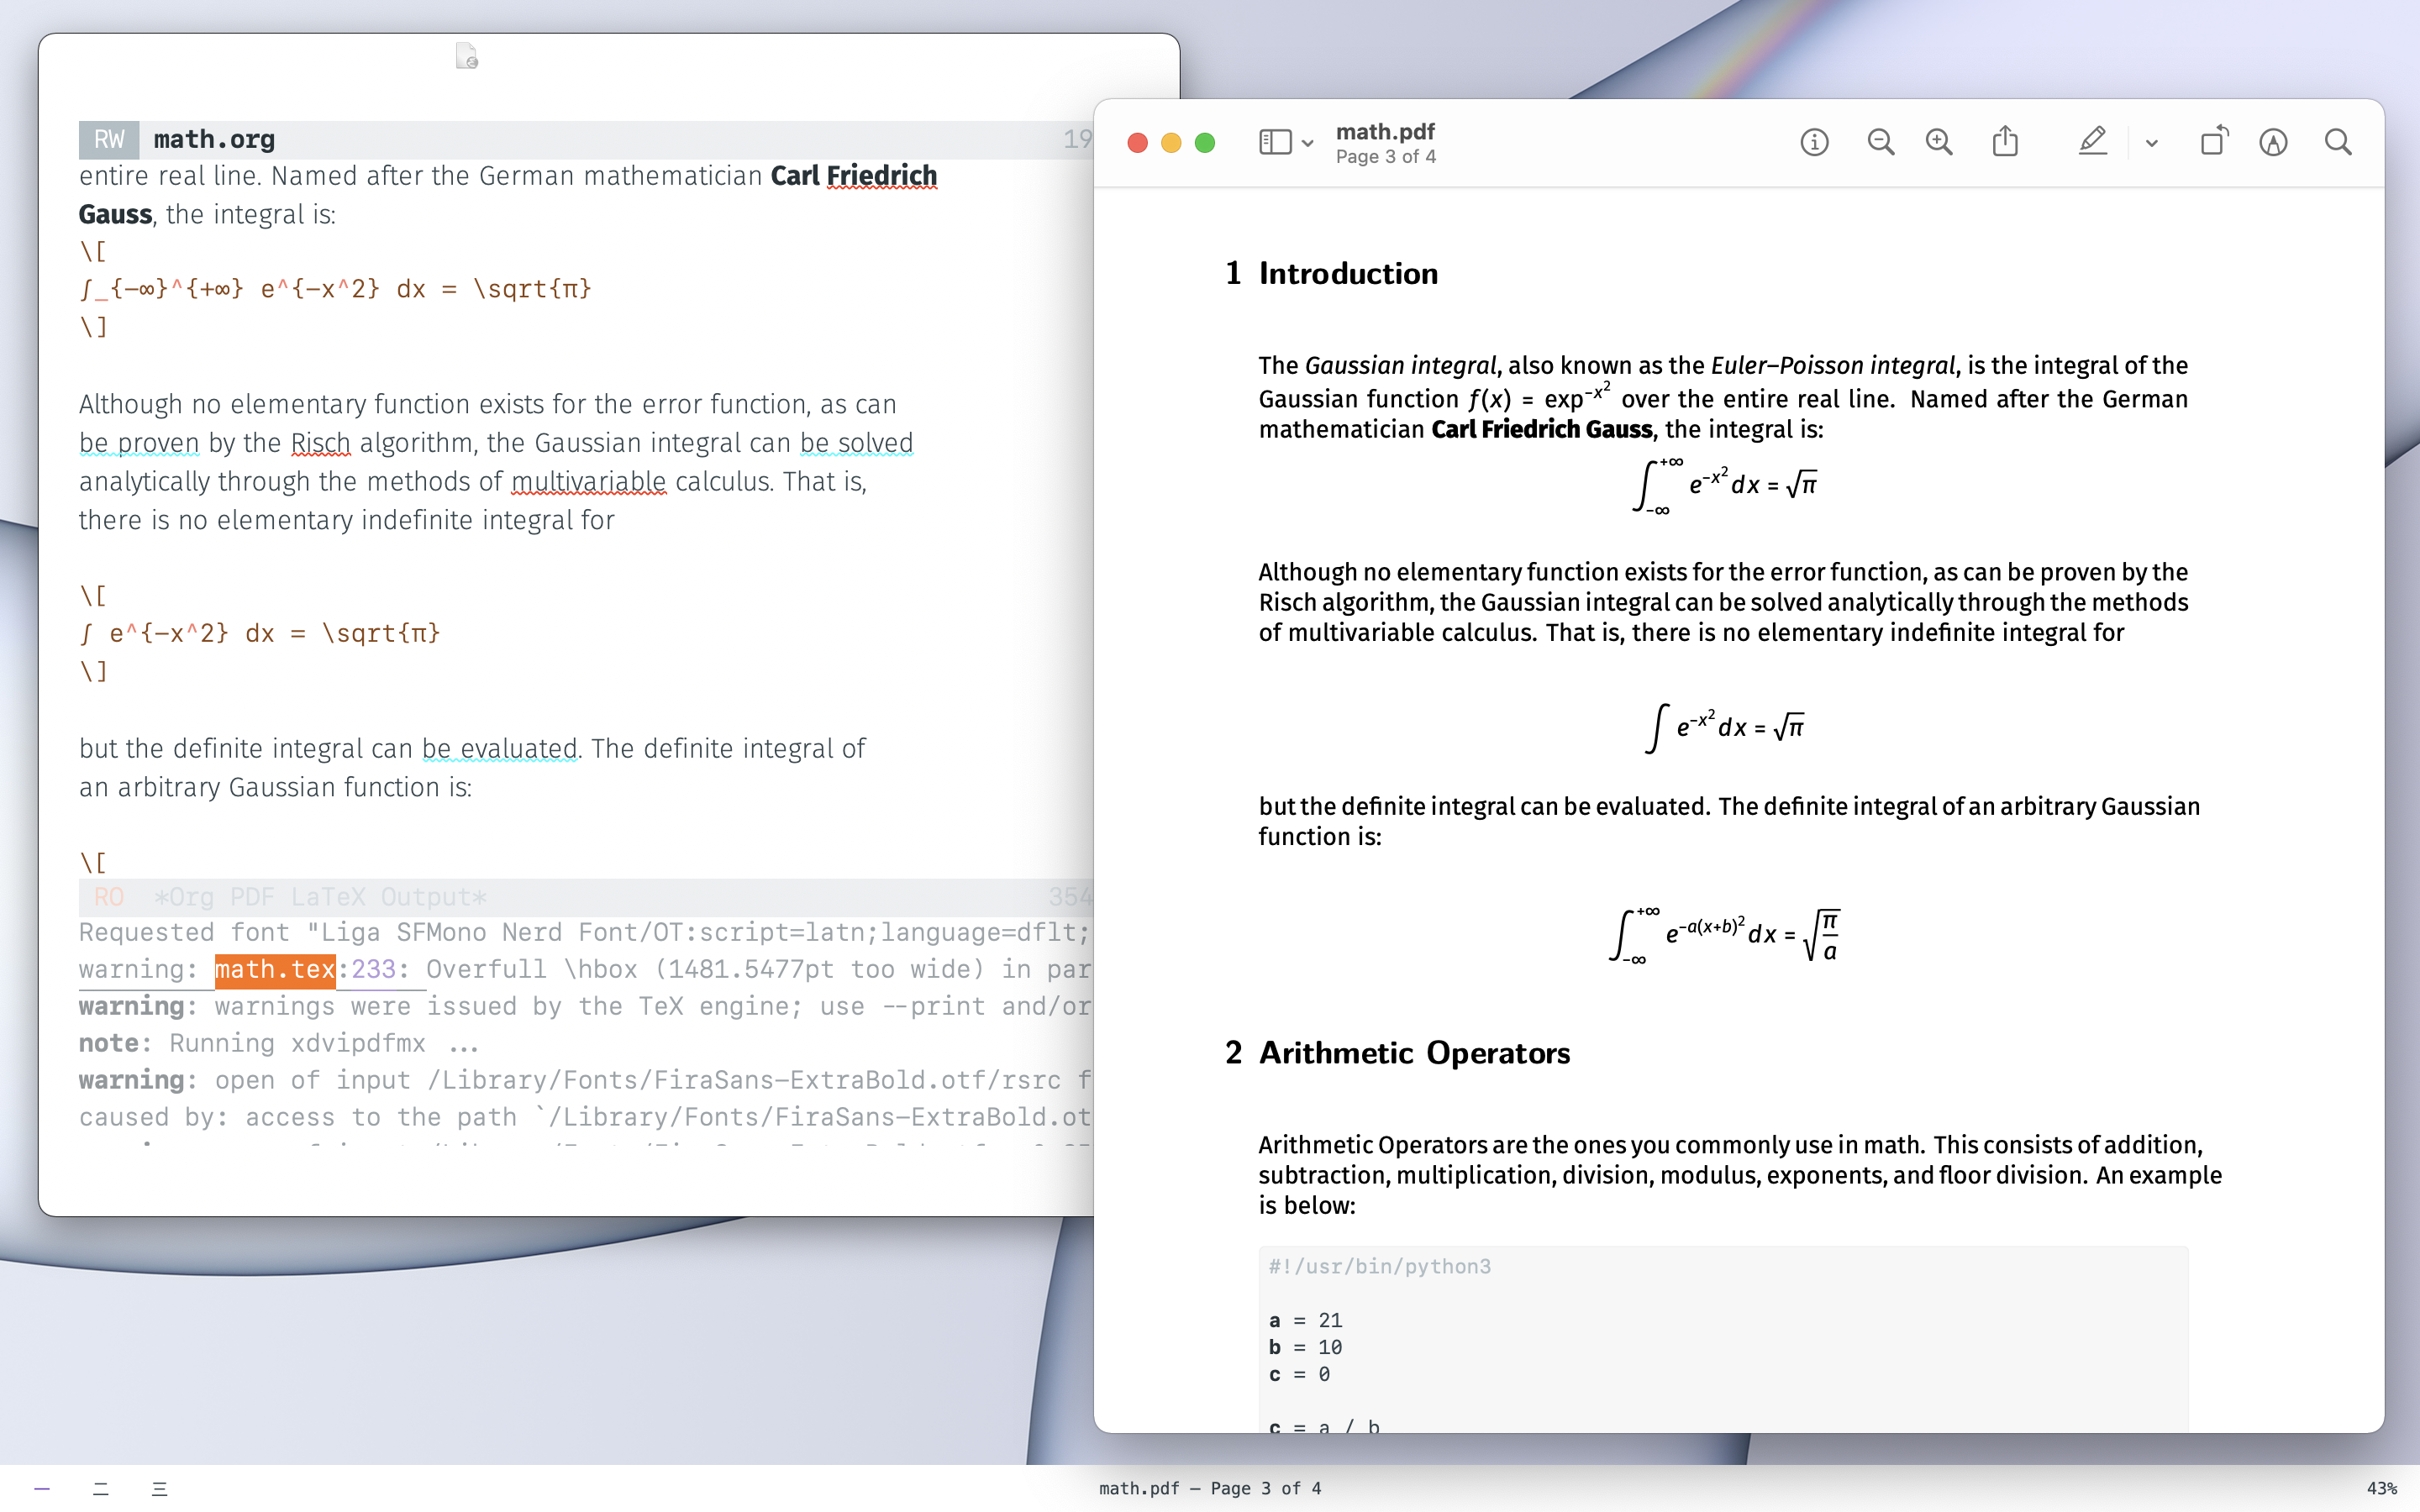 RW math.org 19
entire real line. Named after the German mathematician Carl Friedrich
Gauss, the integral is:
\[
∫_{−∞}^{+∞} e^{−x^2} dx = \sqrt{π}
\]
Although no elementary function exists for the error function, as can
be proven by the Risch algorithm, the Gaussian integral can be solved
analytically through the methods of multivariable calculus. That is,
there is no elementary indefinite integral for
\[
∫ e^{−x^2} dx = \sqrt{π}
\]
but the definite integral can be evaluated. The definite integral of
an arbitrary Gaussian function is:
\[
RO *Org PDF LaTeX Output* 354
Requested font "Liga SFMono Nerd Font/OT:script=latn;language=dflt;
warning: math.tex:233: Overfull \hbox (1481.5477pt too wide) in par
warning: warnings were issued by the TeX engine; use --print and/or
note: Running xdvipdfmx ...
warning: open of input /Library/Fonts/FiraSans-ExtraBold.otf/rsrc f
caused by: access to the path `/Library/Fonts/FiraSans-ExtraBold.ot
math.pdf
Page 3 of 4
1 Introduction
The Gaussian integral, also known as the Euler–Poisson integral, is the integral of the
Gaussian function f(x) = exp^{−x^2} over the entire real line. Named after the German
mathematician Carl Friedrich Gauss, the integral is:
∫_{−∞}^{+∞} e^{−x^2} dx = √π
Although no elementary function exists for the error function, as can be proven by the
Risch algorithm, the Gaussian integral can be solved analytically through the methods
of multivariable calculus. That is, there is no elementary indefinite integral for
∫ e^{−x^2} dx = √π
but the definite integral can be evaluated. The definite integral of an arbitrary Gaussian
function is:
∫_{−∞}^{+∞} e^{−a(x+b)^2} dx = √(π/a)
2 Arithmetic Operators
Arithmetic Operators are the ones you commonly use in math. This consists of addition,
subtraction, multiplication, division, modulus, exponents, and floor division. An example
is below:
#!/usr/bin/python3
a = 21
b = 10
c = 0
c = a / b
一 二 三 math.pdf — Page 3 of 4 43%